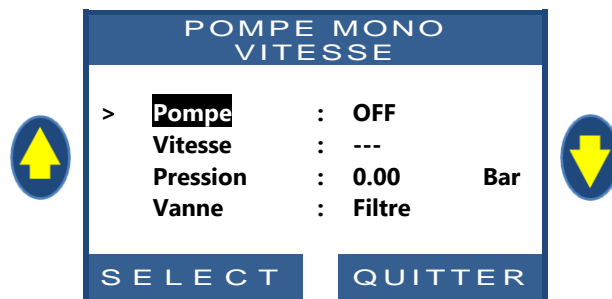 POMPE MONO
VITESSE
> Pompe : OFF
Vitesse : ---
Pression : 0.00 Bar
Vanne : Filtre
SELECT QUITTER